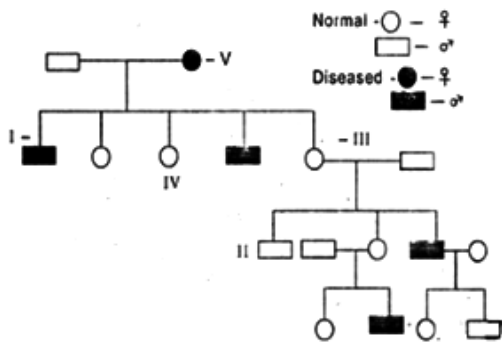 Normal - ♀
- ♂
Diseased - ♀
- ♂
- V
I -
- III
IV
II